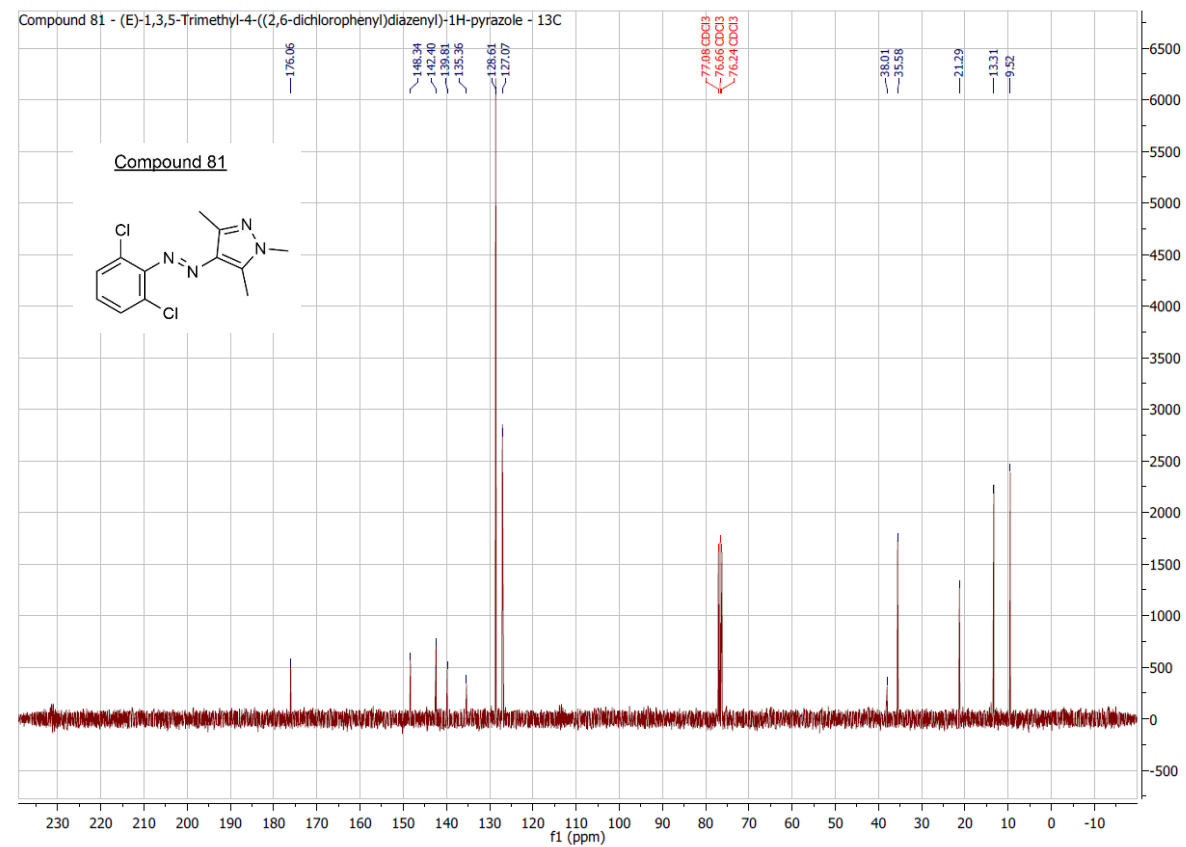 Compound 81 - (E)-1,3,5-Trimethyl-4-((2,6-dichlorophenyl)diazenyl)-1H-pyrazole - 13C
176.06
148.34
142.40
139.81
135.36
128.61
127.07
77.08 CDCl3
76.66 CDCl3
76.24 CDCl3
38.01
35.58
21.29
13.31
9.52
Compound 81
Cl
N
N
N
N
Cl
6500
6000
5500
5000
4500
4000
3500
3000
2500
2000
1500
1000
500
0
-500
230 220 210 200 190 180 170 160 150 140 130 120 110 100 90 80 70 60 50 40 30 20 10 0 -10
f1 (ppm)